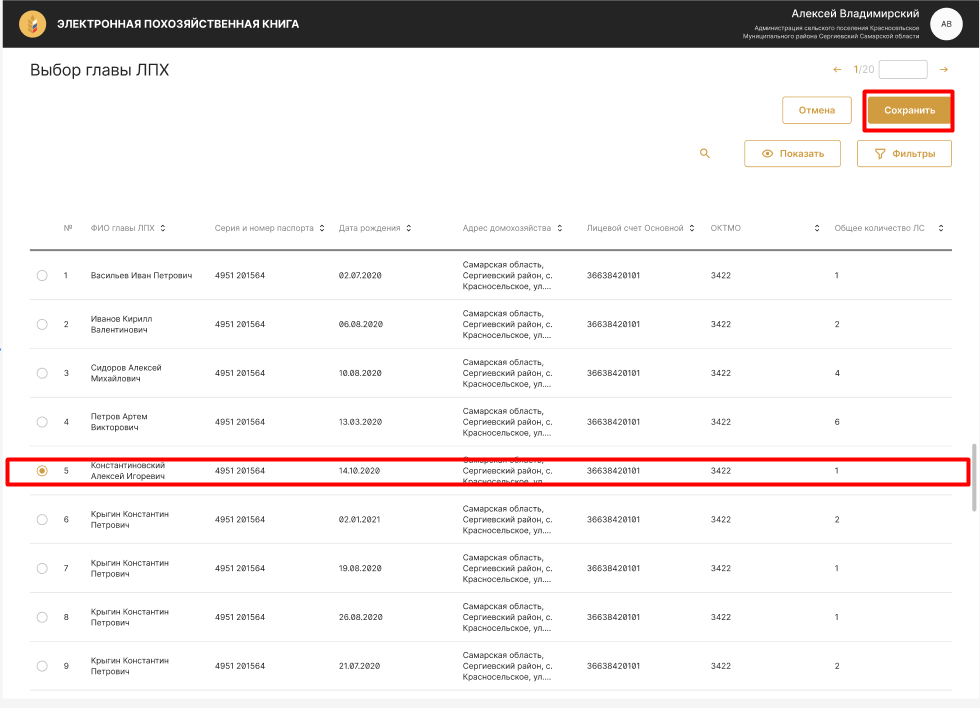 ЭЛЕКТРОННАЯ ПОХОЗЯЙСТВЕННАЯ КНИГА
Алексей Владимирский
Администрация сельского поселения Красносельское
Муниципального района Сергиевский Самарской области
АВ
Выбор главы ЛПХ
1/20
Отмена
Сохранить
Показать
Фильтры
№ ФИО главы ЛПХ Серия и номер паспорта Дата рождения Адрес домохозяйства Лицевой счет Основной ОКТМО Общее количество ЛС
Самарская область,
1 Васильев Иван Петрович 4951 201564 02.07.2020 Сергиевский район, с. 36638420101 3422 1
Красносельское, ул....
Иванов Кирилл Самарская область,
2 Валентинович 4951 201564 06.08.2020 Сергиевский район, с. 36638420101 3422 2
Красносельское, ул....
Сидоров Алексей Самарская область,
3 Михайлович 4951 201564 10.08.2020 Сергиевский район, с. 36638420101 3422 4
Красносельское, ул....
Петров Артем Самарская область,
4 Викторович 4951 201564 13.03.2020 Сергиевский район, с. 36638420101 3422 6
Красносельское, ул....
Константиновский Самарская область,
5 Алексей Игоревич 4951 201564 14.10.2020 Сергиевский район, с. 36638420101 3422 1
Красносельское, ул....
Крыгин Константин Самарская область,
6 Петрович 4951 201564 02.01.2021 Сергиевский район, с. 36638420101 3422 2
Красносельское, ул....
Крыгин Константин Самарская область,
7 Петрович 4951 201564 19.08.2020 Сергиевский район, с. 36638420101 3422 1
Красносельское, ул....
Крыгин Константин Самарская область,
8 Петрович 4951 201564 26.08.2020 Сергиевский район, с. 36638420101 3422 1
Красносельское, ул....
Крыгин Константин Самарская область,
9 Петрович 4951 201564 21.07.2020 Сергиевский район, с. 36638420101 3422 2
Красносельское, ул....